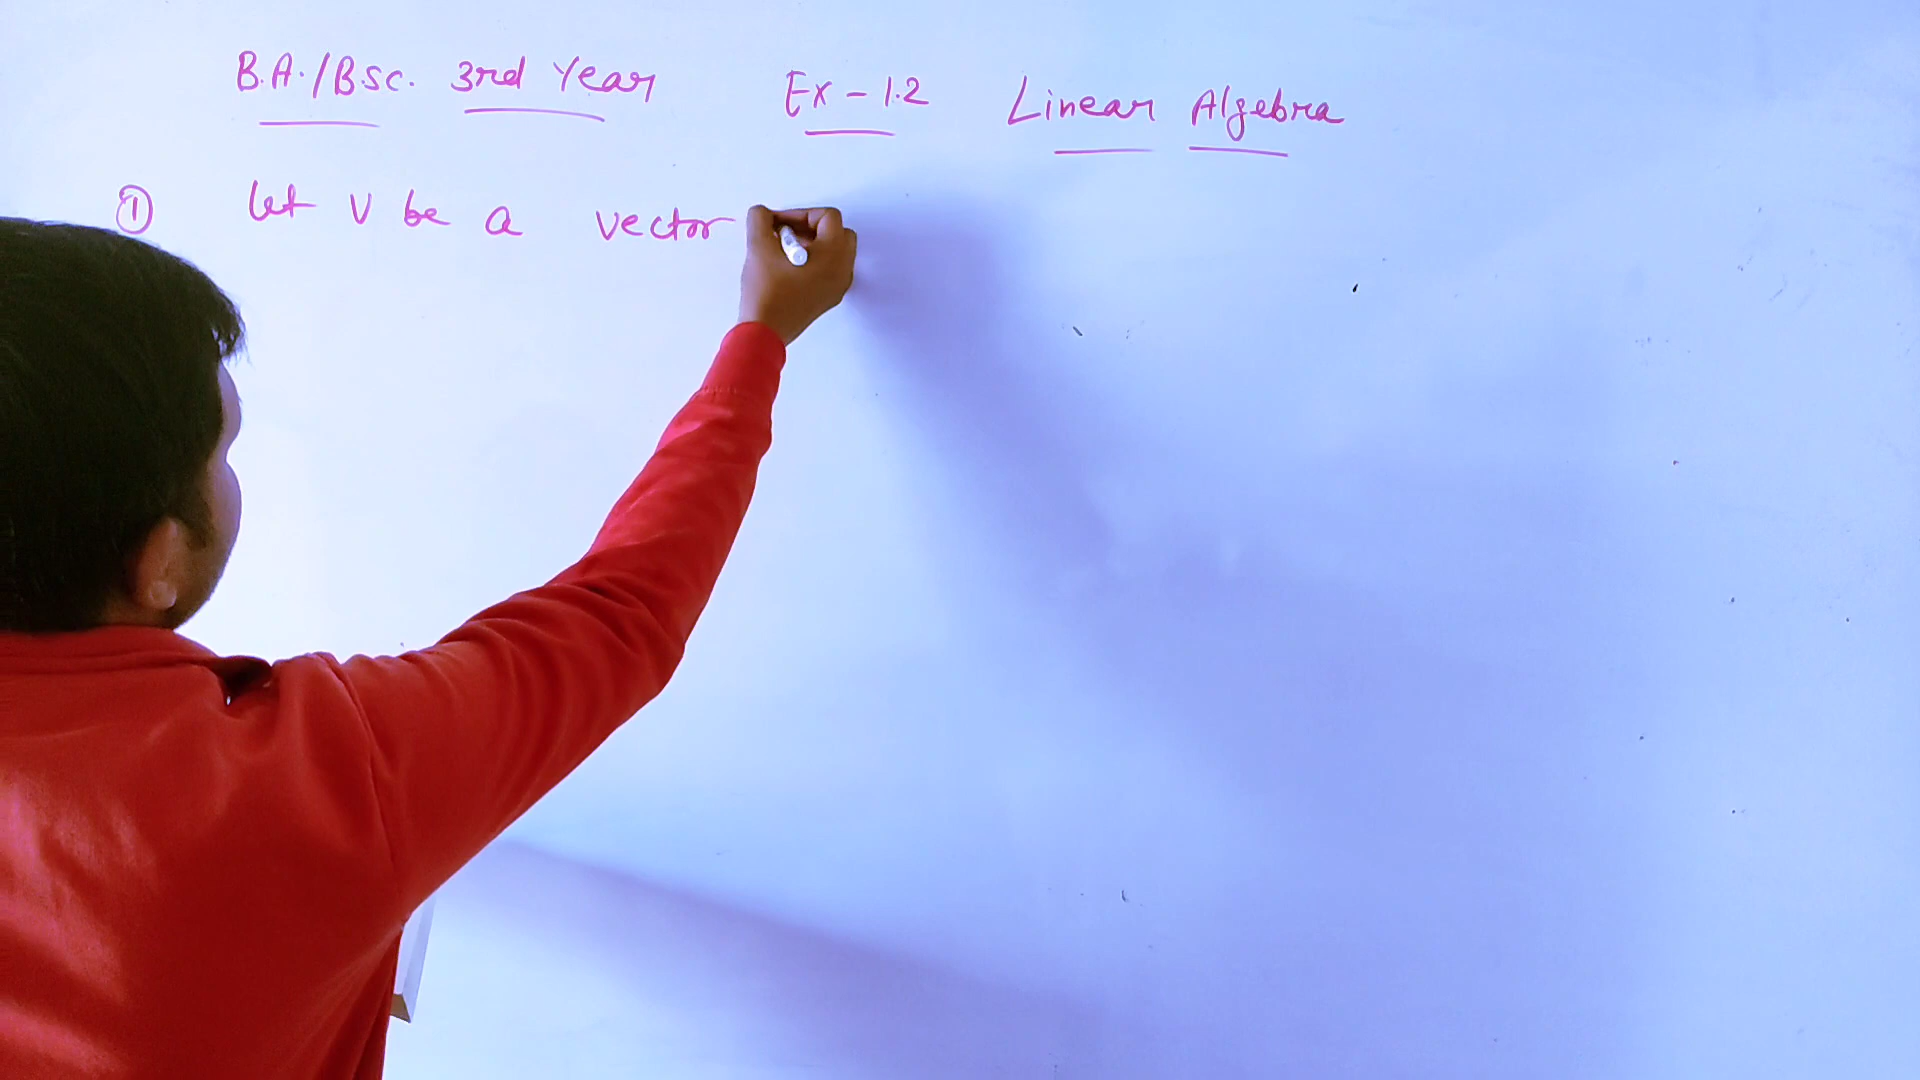 B.A./B.sc. 3rd Year Ex - 1.2 Linear Algebra
① let V be a vector